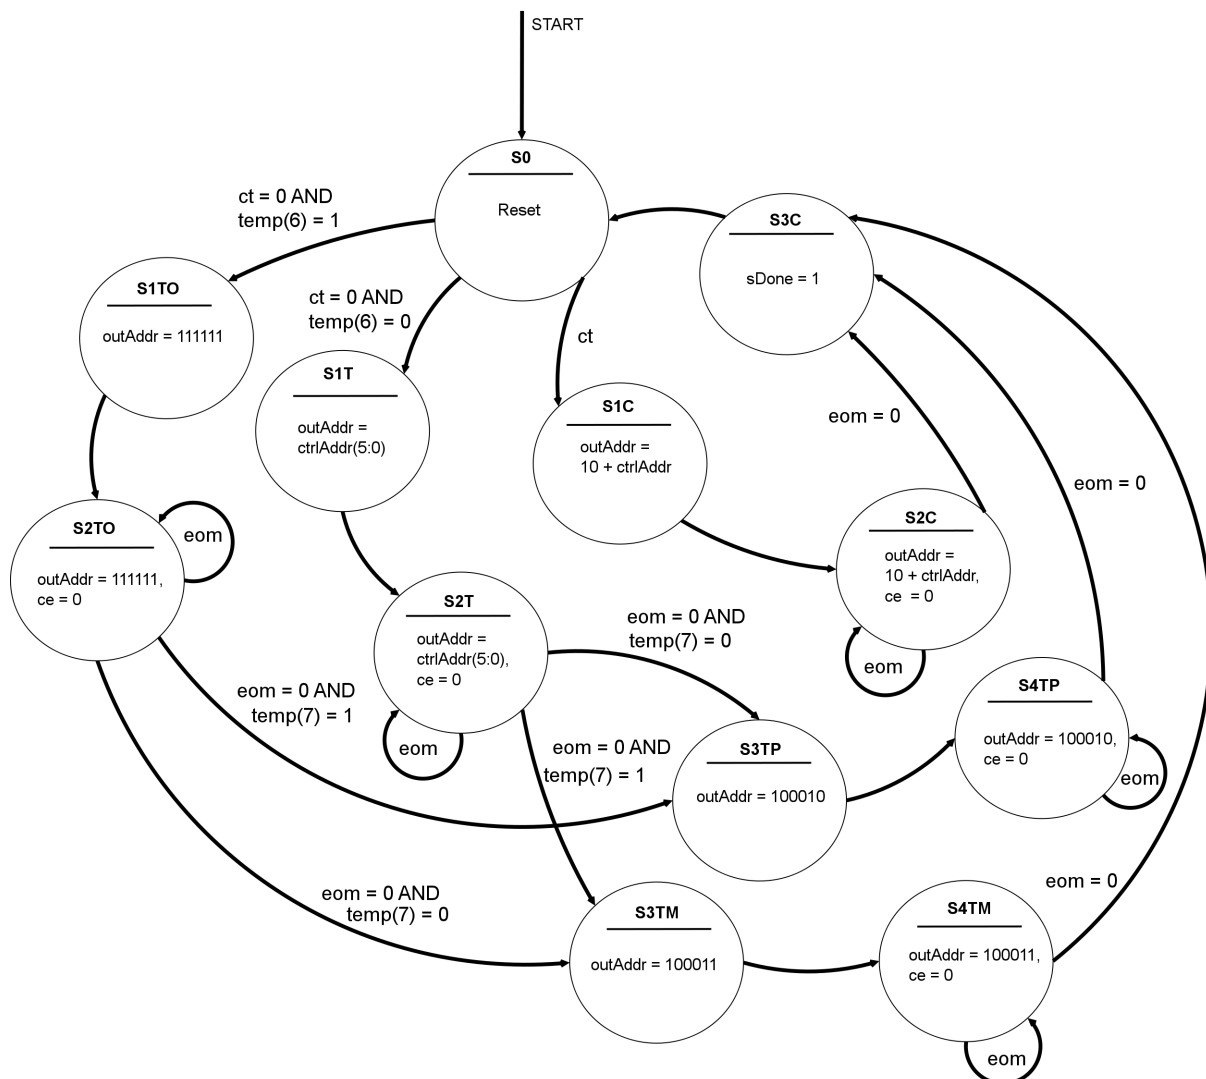 START
S0
Reset
ct = 0 AND
temp(6) = 1
S3C
sDone = 1
S1TO
outAddr = 111111
ct = 0 AND
temp(6) = 0
ct
S1T
outAddr =
ctrlAddr(5:0)
S1C
outAddr =
10 + ctrlAddr
eom = 0
eom = 0
S2TO
outAddr = 111111,
ce = 0
eom
S2C
outAddr =
10 + ctrlAddr,
ce  = 0
eom
S2T
outAddr =
ctrlAddr(5:0),
ce = 0
eom
eom = 0 AND
temp(7) = 0
eom = 0 AND
temp(7) = 1
eom = 0 AND
temp(7) = 1
S4TP
outAddr = 100010,
ce = 0
eom
S3TP
outAddr = 100010
eom = 0 AND
temp(7) = 0
eom = 0
S3TM
outAddr = 100011
S4TM
outAddr = 100011,
ce = 0
eom